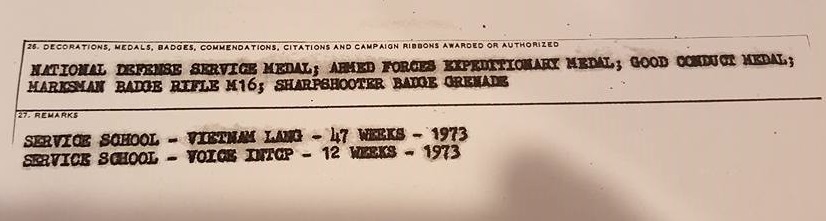 26. DECORATIONS, MEDALS, BADGES, COMMENDATIONS, CITATIONS AND CAMPAIGN RIBBONS AWARDED OR AUTHORIZED
NATIONAL DEFENSE SERVICE MEDAL; ARMED FORCES EXPEDITIONARY MEDAL; GOOD CONDUCT MEDAL;
MARKSMAN BADGE RIFLE M16; SHARPSHOOTER BADGE GRENADE
27. REMARKS
SERVICE SCHOOL - VIETNAM LANG - 47 WEEKS - 1973
SERVICE SCHOOL - VOICE INTCP - 12 WEEKS - 1973